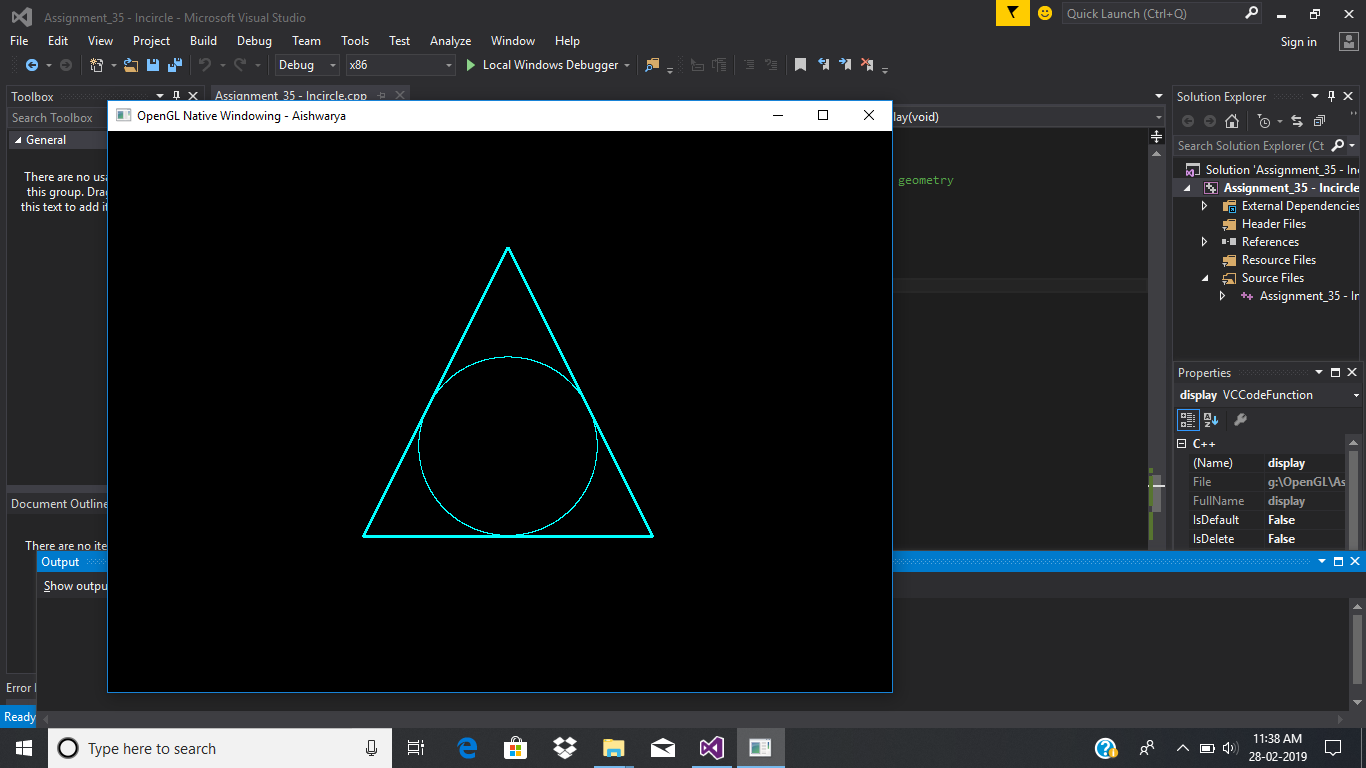 Assignment_35 - Incircle - Microsoft Visual Studio
Quick Launch (Ctrl+Q)
File Edit View Project Build Debug Team Tools Test Analyze Window Help
Sign in
Debug x86 Local Windows Debugger
Toolbox
Search Toolbox
General
There are no usa
this group. Drag
this text to add it
Document Outline
There are no ite
Assignment_35 - Incircle.cpp
OpenGL Native Windowing - Aishwarya
lay(void)
geometry
Solution Explorer
Search Solution Explorer (Ct
Solution 'Assignment_35 - Inc
Assignment_35 - Incircle
External Dependencies
Header Files
References
Resource Files
Source Files
Assignment_35 - In
Properties
display VCCodeFunction
C++
(Name) display
File g:\OpenGL\As
FullName display
IsDefault False
IsDelete False
Output
Show outpu
Error
Ready
Type here to search
11:38 AM
28-02-2019